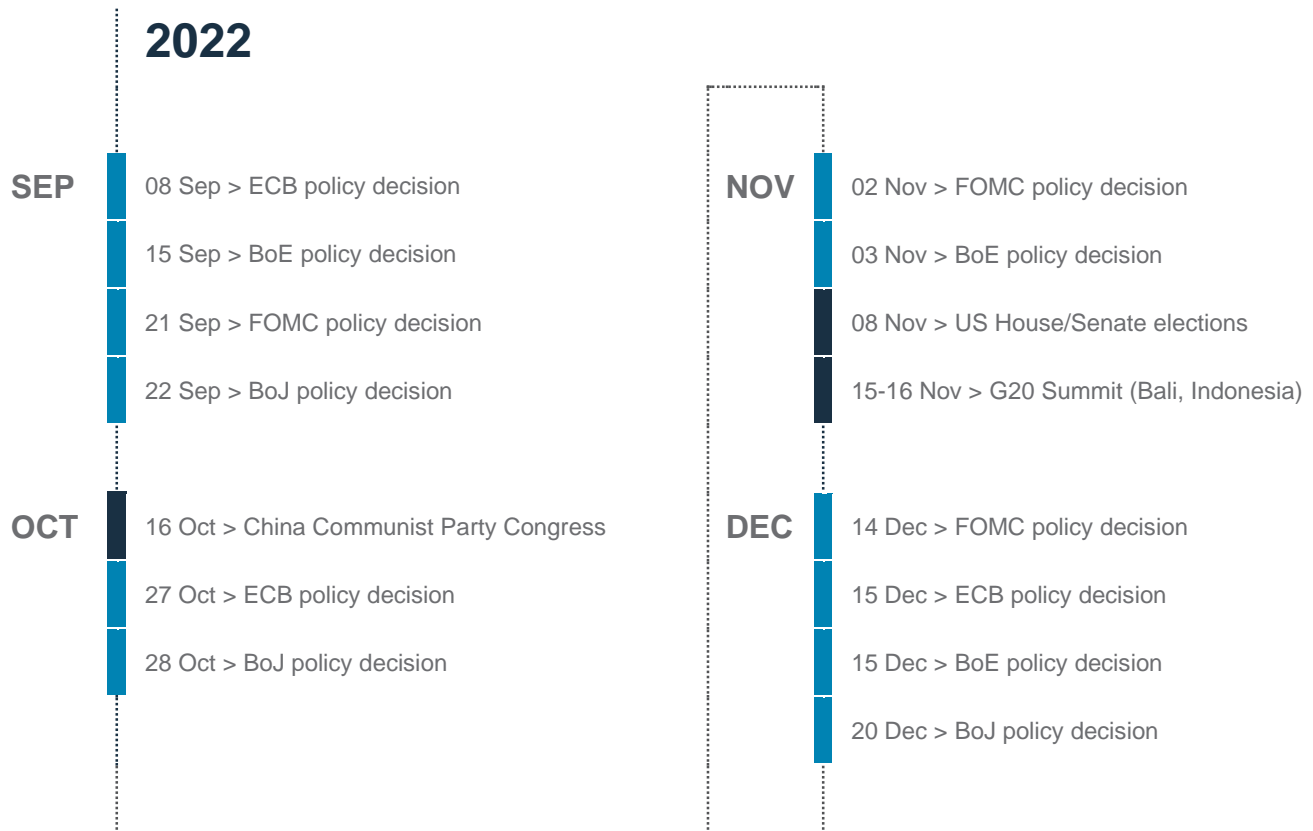 2022
SEP
08 Sep > ECB policy decision
15 Sep > BoE policy decision
21 Sep > FOMC policy decision
22 Sep > BoJ policy decision
OCT
16 Oct > China Communist Party Congress
27 Oct > ECB policy decision
28 Oct > BoJ policy decision
NOV
02 Nov > FOMC policy decision
03 Nov > BoE policy decision
08 Nov > US House/Senate elections
15-16 Nov > G20 Summit (Bali, Indonesia)
DEC
14 Dec > FOMC policy decision
15 Dec > ECB policy decision
15 Dec > BoE policy decision
20 Dec > BoJ policy decision